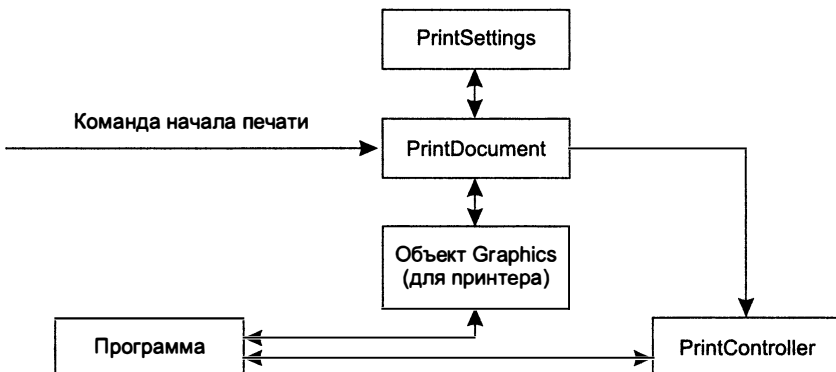 PrintSettings
Команда начала печати
PrintDocument
Объект Graphics
(для принтера)
Программа
PrintController